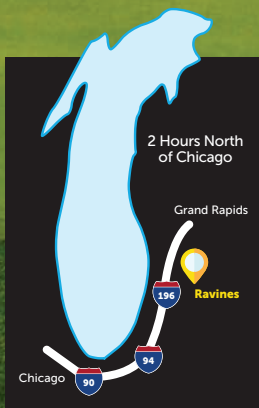 2 Hours North
of Chicago
Grand Rapids
196
Ravines
94
Chicago
90